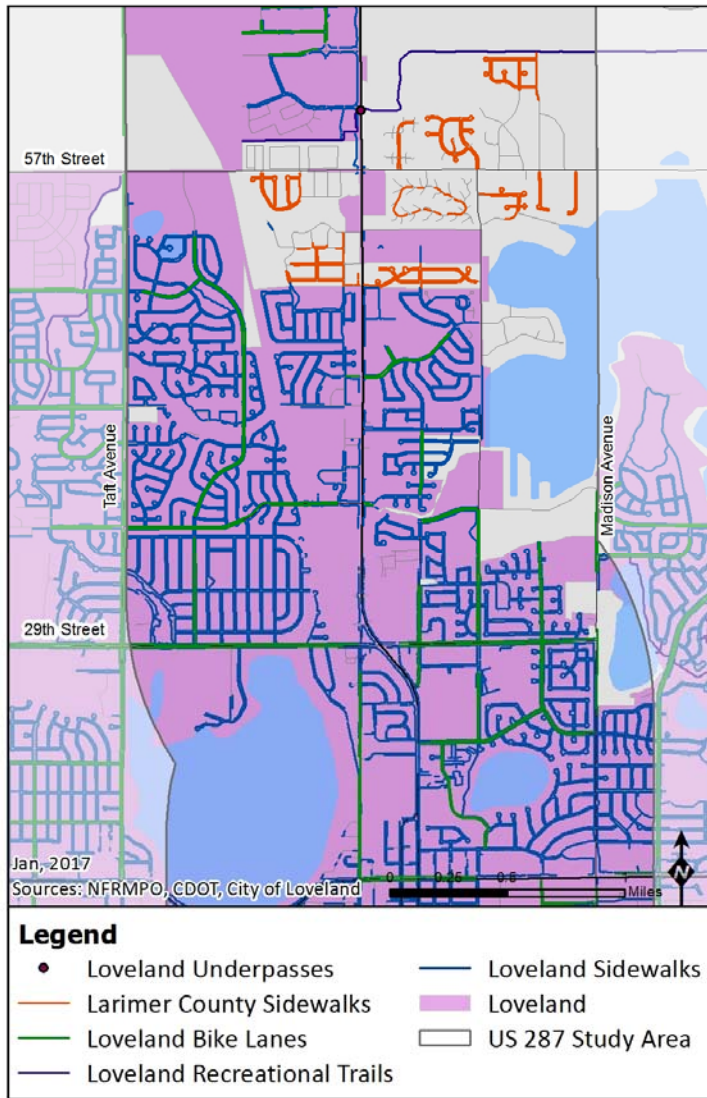 57th Street
Taft Avenue
Madison Avenue
29th Street
Jan, 2017
Sources: NFRMPO, CDOT, City of Loveland
0 0.25 0.5 Miles
N
Legend
Loveland Underpasses
Larimer County Sidewalks
Loveland Bike Lanes
Loveland Recreational Trails
Loveland Sidewalks
Loveland
US 287 Study Area